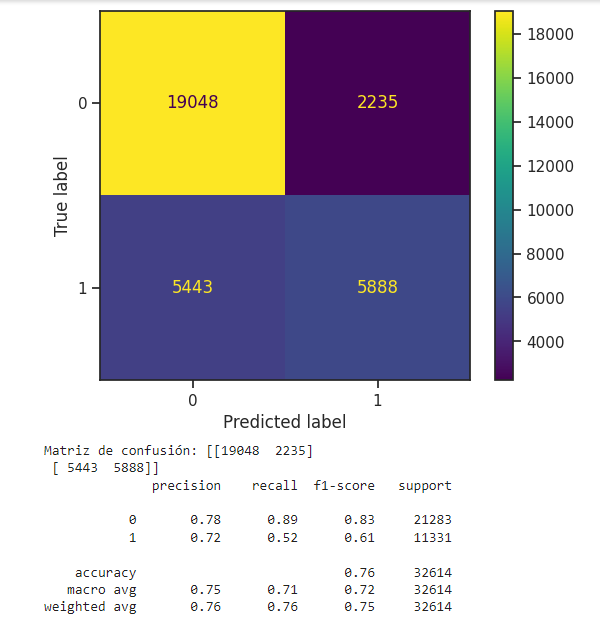 18000
0
19048
2235
16000
14000
12000
True label
10000
8000
1
5443
5888
6000
4000
0
1
Predicted label
Matriz de confusión: [[19048  2235]
 [ 5443  5888]]
precision    recall  f1-score   support
0       0.78      0.89      0.83     21283
1       0.72      0.52      0.61     11331
accuracy                           0.76     32614
macro avg       0.75      0.71      0.72     32614
weighted avg       0.76      0.76      0.75     32614